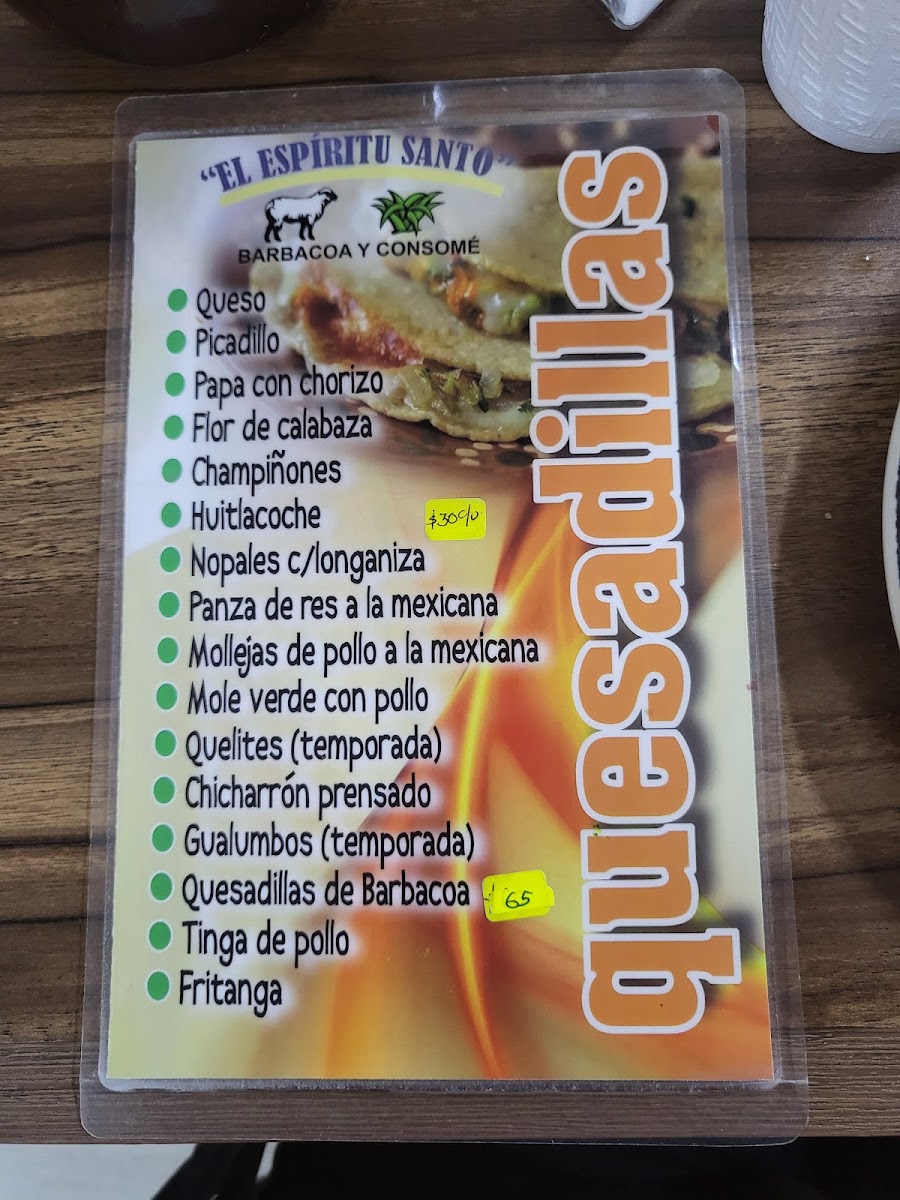 "EL ESPÍRITU SANTO"
BARBACOA Y CONSOMÉ
quesadillas
Queso
Picadillo
Papa con chorizo
Flor de calabaza
Champiñones
Huitlacoche
$30 c/u
Nopales c/longaniza
Panza de res a la mexicana
Mollejas de pollo a la mexicana
Mole verde con pollo
Quelites (temporada)
Chicharrón prensado
Gualumbos (temporada)
Quesadillas de Barbacoa
$65
Tinga de pollo
Fritanga